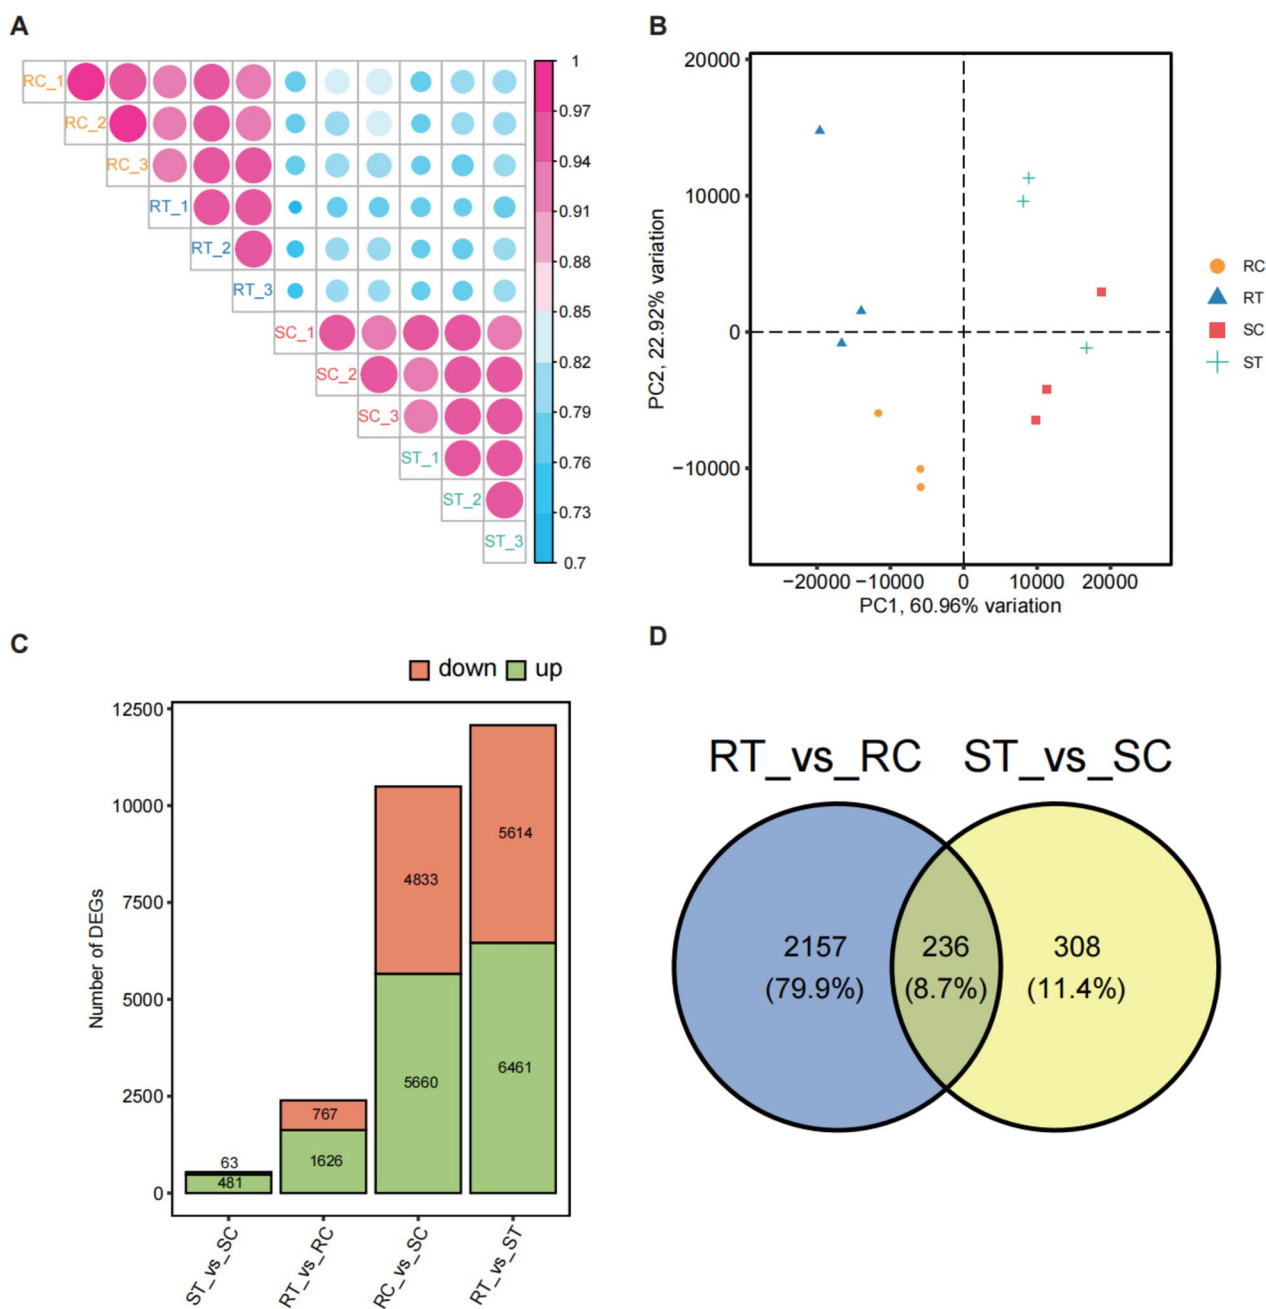 A
RC_1
RC_2
RC_3
RT_1
RT_2
RT_3
SC_1
SC_2
SC_3
ST_1
ST_2
ST_3
1
0.97
0.94
0.91
0.88
0.85
0.82
0.79
0.76
0.73
0.7
B
20000
10000
0
−10000
PC2, 22.92% variation
−20000 −10000 0 10000 20000
PC1, 60.96% variation
RC
RT
SC
ST
C
down up
12500
10000
7500
5000
2500
0
Number of DEGs
63
481
767
1626
4833
5660
5614
6461
ST_vs_SC
RT_vs_RC
RC_vs_SC
RT_vs_ST
D
RT_vs_RC ST_vs_SC
2157 236 308
(79.9%) (8.7%) (11.4%)